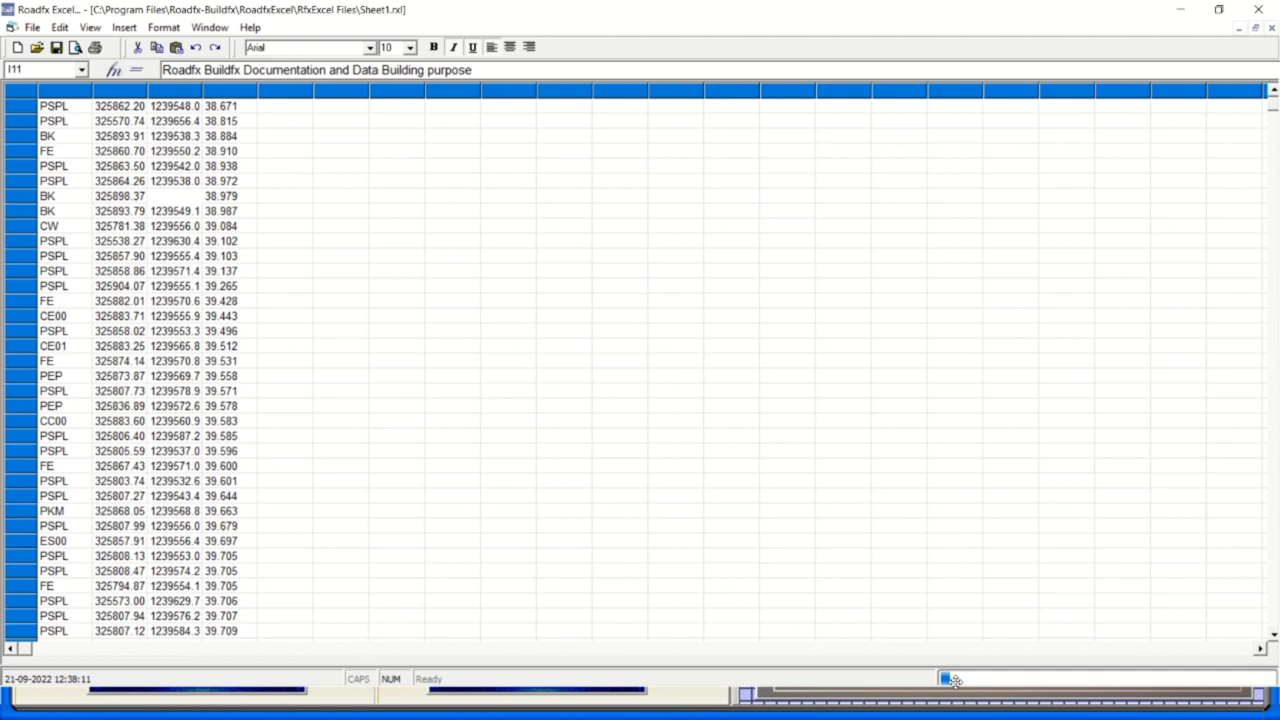 Roadfx Excel... - [C:\Program Files\Roadfx-Buildfx\RoadfxExcel\RfxExcel Files\Sheet1.rxl]
File Edit View Insert Format Window Help
Arial 10 B I U
I11 fx = Roadfx Buildfx Documentation and Data Building purpose
PSPL 325862.20 1239548.0 38.671
PSPL 325570.74 1239656.4 38.815
BK 325893.91 1239538.3 38.884
FE 325860.70 1239550.2 38.910
PSPL 325863.50 1239542.0 38.938
PSPL 325864.26 1239538.0 38.972
BK 325898.37 38.979
BK 325893.79 1239549.1 38.987
CW 325781.38 1239556.0 39.084
PSPL 325538.27 1239630.4 39.102
PSPL 325857.90 1239555.4 39.103
PSPL 325858.86 1239571.4 39.137
PSPL 325904.07 1239555.1 39.265
FE 325882.01 1239570.6 39.428
CE00 325883.71 1239555.9 39.443
PSPL 325858.02 1239553.3 39.496
CE01 325883.25 1239565.8 39.512
FE 325874.14 1239570.8 39.531
PEP 325873.87 1239569.7 39.558
PSPL 325807.73 1239578.9 39.571
PEP 325836.89 1239572.6 39.578
CC00 325883.60 1239560.9 39.583
PSPL 325806.40 1239587.2 39.585
PSPL 325805.59 1239537.0 39.596
FE 325867.43 1239571.0 39.600
PSPL 325803.74 1239532.6 39.601
PSPL 325807.27 1239543.4 39.644
PKM 325868.05 1239568.8 39.663
PSPL 325807.99 1239556.0 39.679
ES00 325857.91 1239556.4 39.697
PSPL 325808.13 1239553.0 39.705
PSPL 325808.47 1239574.2 39.705
FE 325794.87 1239554.1 39.705
PSPL 325573.00 1239629.7 39.706
PSPL 325807.94 1239576.2 39.707
PSPL 325807.12 1239584.3 39.709
21-09-2022 12:38:11 CAPS NUM Ready